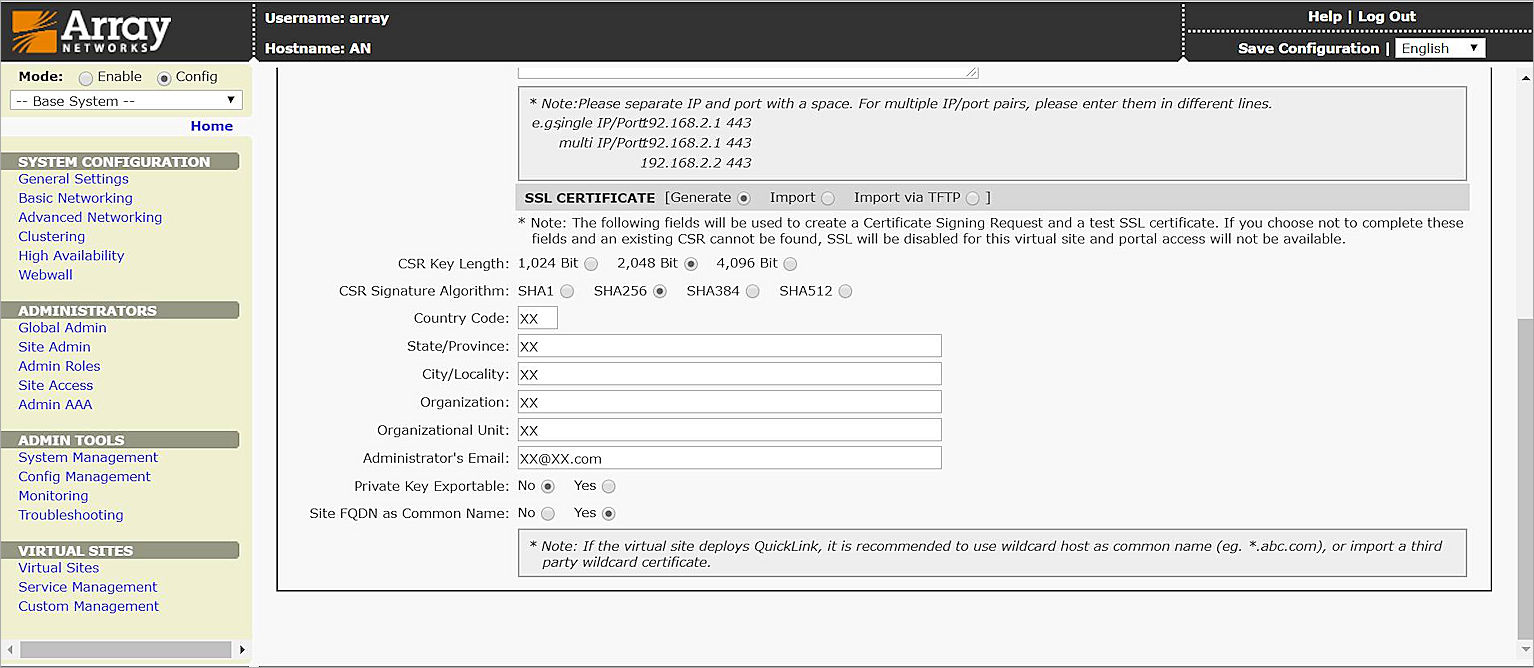 Array
NETWORKS
Username: array
Hostname: AN
Help | Log Out
Save Configuration | English
Mode: Enable Config
-- Base System --
Home
SYSTEM CONFIGURATION
General Settings
Basic Networking
Advanced Networking
Clustering
High Availability
Webwall
ADMINISTRATORS
Global Admin
Site Admin
Admin Roles
Site Access
Admin AAA
ADMIN TOOLS
System Management
Config Management
Monitoring
Troubleshooting
VIRTUAL SITES
Virtual Sites
Service Management
Custom Management
* Note:Please separate IP and port with a space. For multiple IP/port pairs, please enter them in different lines.
e.g. single IP/Port: 192.168.2.1 443
multi IP/Port: 192.168.2.1 443
192.168.2.2 443
SSL CERTIFICATE [Generate Import Import via TFTP ]
* Note: The following fields will be used to create a Certificate Signing Request and a test SSL certificate. If you choose not to complete these
fields and an existing CSR cannot be found, SSL will be disabled for this virtual site and portal access will not be available.
CSR Key Length: 1,024 Bit 2,048 Bit 4,096 Bit
CSR Signature Algorithm: SHA1 SHA256 SHA384 SHA512
Country Code: XX
State/Province: XX
City/Locality: XX
Organization: XX
Organizational Unit: XX
Administrator's Email: XX@XX.com
Private Key Exportable: No Yes
Site FQDN as Common Name: No Yes
* Note: If the virtual site deploys QuickLink, it is recommended to use wildcard host as common name (eg. *.abc.com), or import a third
party wildcard certificate.